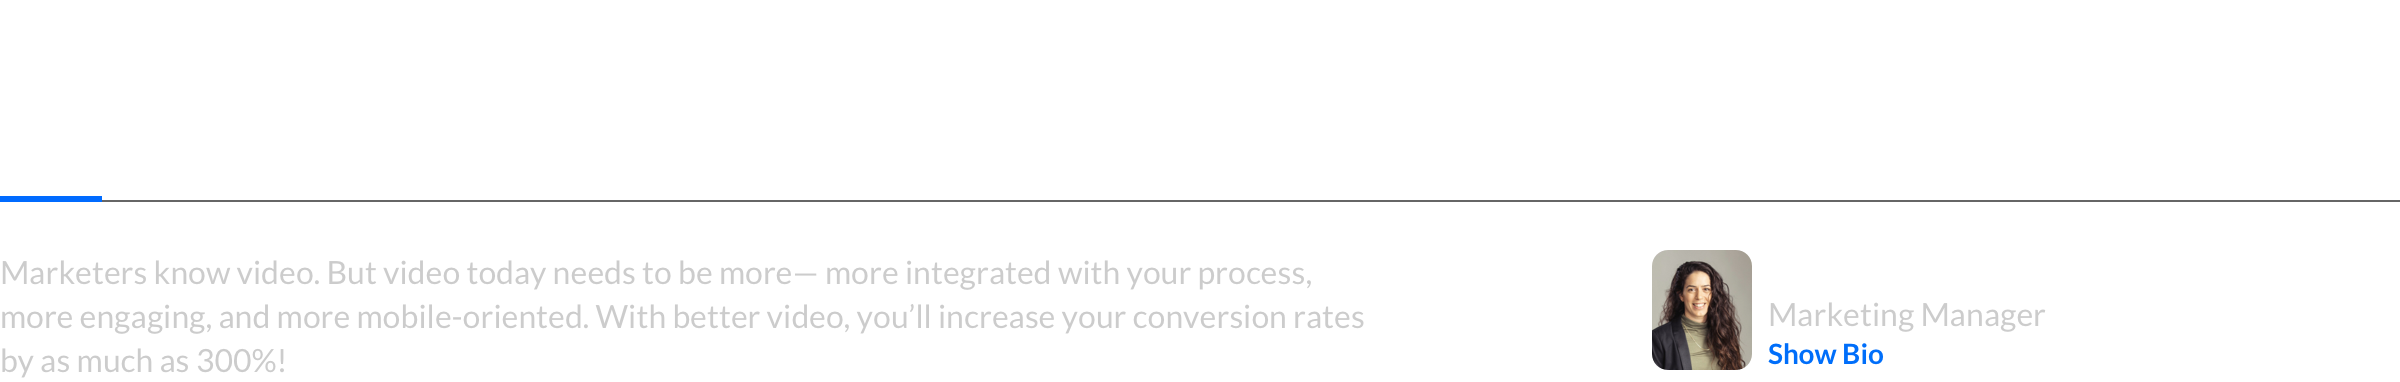 Marketers know video. But video today needs to be more— more integrated with your process,
more engaging, and more mobile-oriented. With better video, you’ll increase your conversion rates
by as much as 300%!
Marketing Manager
Show Bio